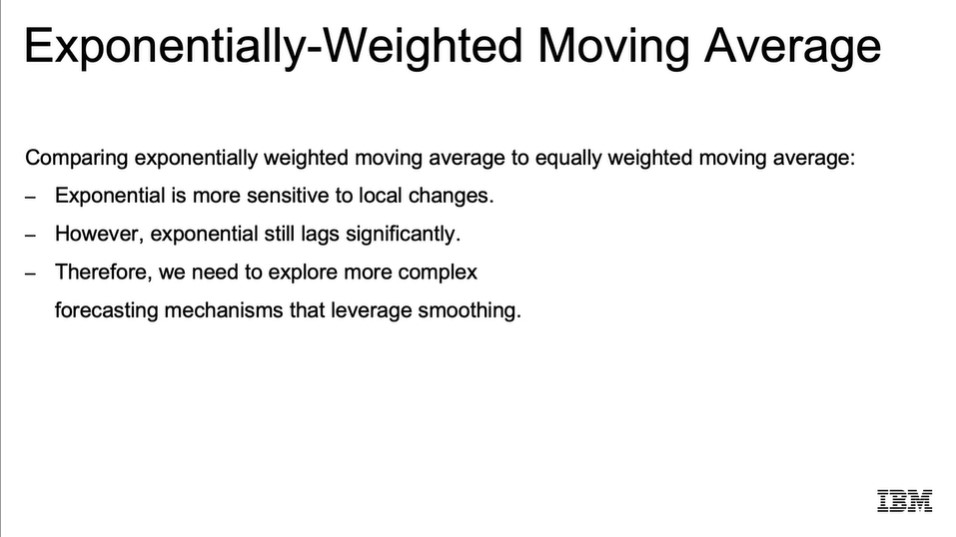 Exponentially-Weighted Moving Average
Comparing exponentially weighted moving average to equally weighted moving average:
– Exponential is more sensitive to local changes.
– However, exponential still lags significantly.
– Therefore, we need to explore more complex
forecasting mechanisms that leverage smoothing.
IBM